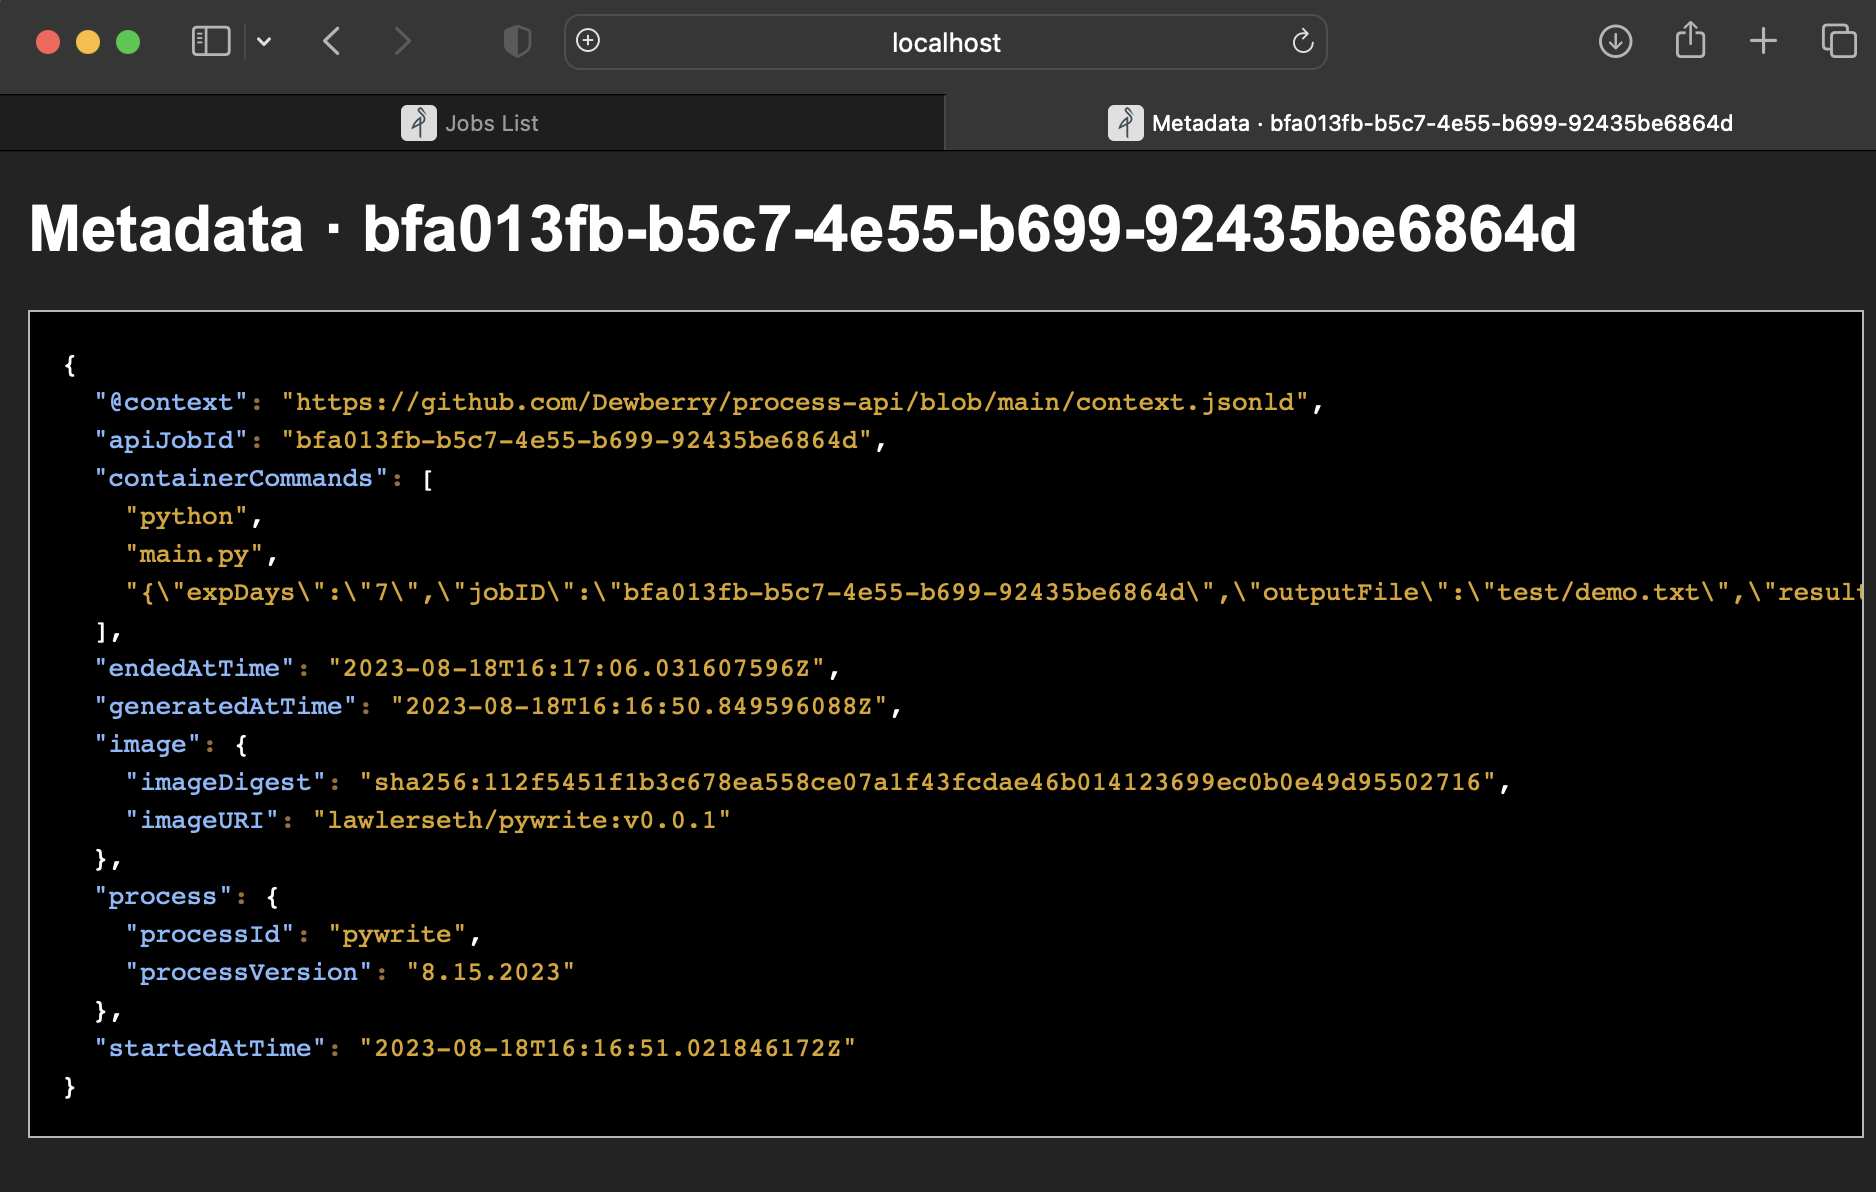 localhost
Jobs List
Metadata · bfa013fb-b5c7-4e55-b699-92435be6864d
Metadata · bfa013fb-b5c7-4e55-b699-92435be6864d
{
"@context": "https://github.com/Dewberry/process-api/blob/main/context.jsonld",
"apiJobId": "bfa013fb-b5c7-4e55-b699-92435be6864d",
"containerCommands": [
"python",
"main.py",
"{\"expDays\":\"7\",\"jobID\":\"bfa013fb-b5c7-4e55-b699-92435be6864d\",\"outputFile\":\"test/demo.txt\",\"result
],
"endedAtTime": "2023-08-18T16:17:06.031607596Z",
"generatedAtTime": "2023-08-18T16:16:50.849596088Z",
"image": {
"imageDigest": "sha256:112f5451f1b3c678ea558ce07a1f43fcdae46b014123699ec0b0e49d95502716",
"imageURI": "lawlerseth/pywrite:v0.0.1"
},
"process": {
"processId": "pywrite",
"processVersion": "8.15.2023"
},
"startedAtTime": "2023-08-18T16:16:51.021846172Z"
}